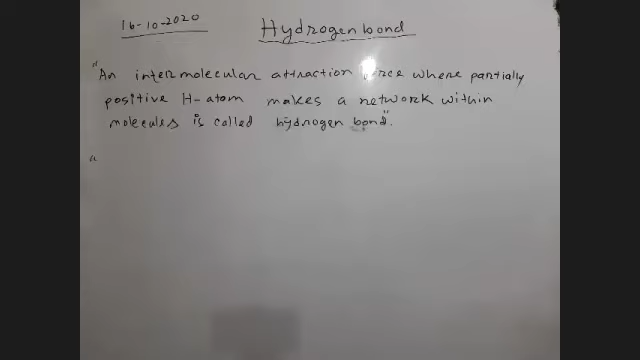 16-10-2020
Hydrogen bond
"An intermolecular attraction force where partially
positive H-atom makes a network within
molecules is called hydrogen bond".
"